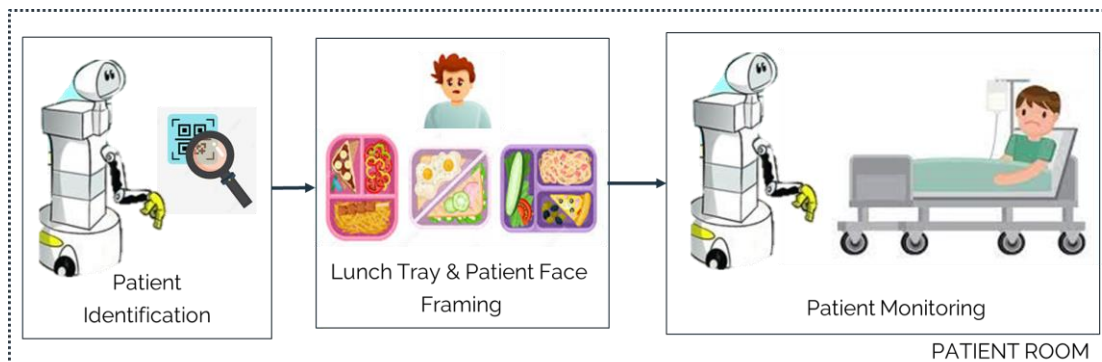 Patient
Identification
Lunch Tray & Patient Face
Framing
Patient Monitoring
PATIENT ROOM